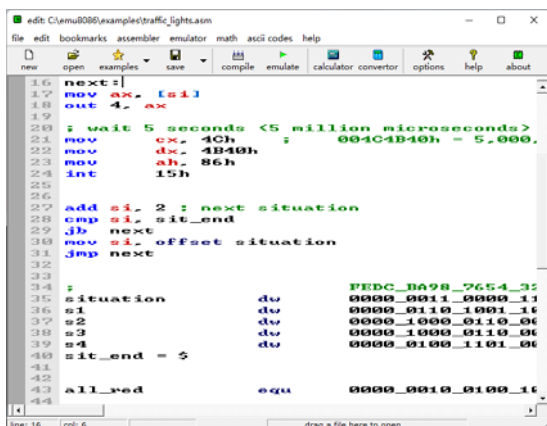 edit: C:\emu8086\examples\traffic_lights.asm
file edit bookmarks assembler emulator math ascii codes help
new open examples save compile emulate calculator convertor options help about
16 next:
17 mov ax, [si]
18 out 4, ax
19
20 ; wait 5 seconds (5 million microseconds)
21 mov cx, 4Ch ; 004C4B40h = 5,000,
22 mov dx, 4B40h
23 mov ah, 86h
24 int 15h
25
26
27 add si, 2 ; next situation
28 cmp si, sit_end
29 jb next
30 mov si, offset situation
31 jmp next
32
33
34 ; FEDC_BA98_7654_32
35 situation dw 0000_0011_0000_11
36 s1 dw 0000_0110_1001_10
37 s2 dw 0000_1000_0110_00
38 s3 dw 0000_1000_0110_00
39 s4 dw 0000_0100_1101_00
40 sit_end = $
41
42
43 all_red equ 0000_0010_0100_10
44
line: 16 col: 6 drag a file here to open